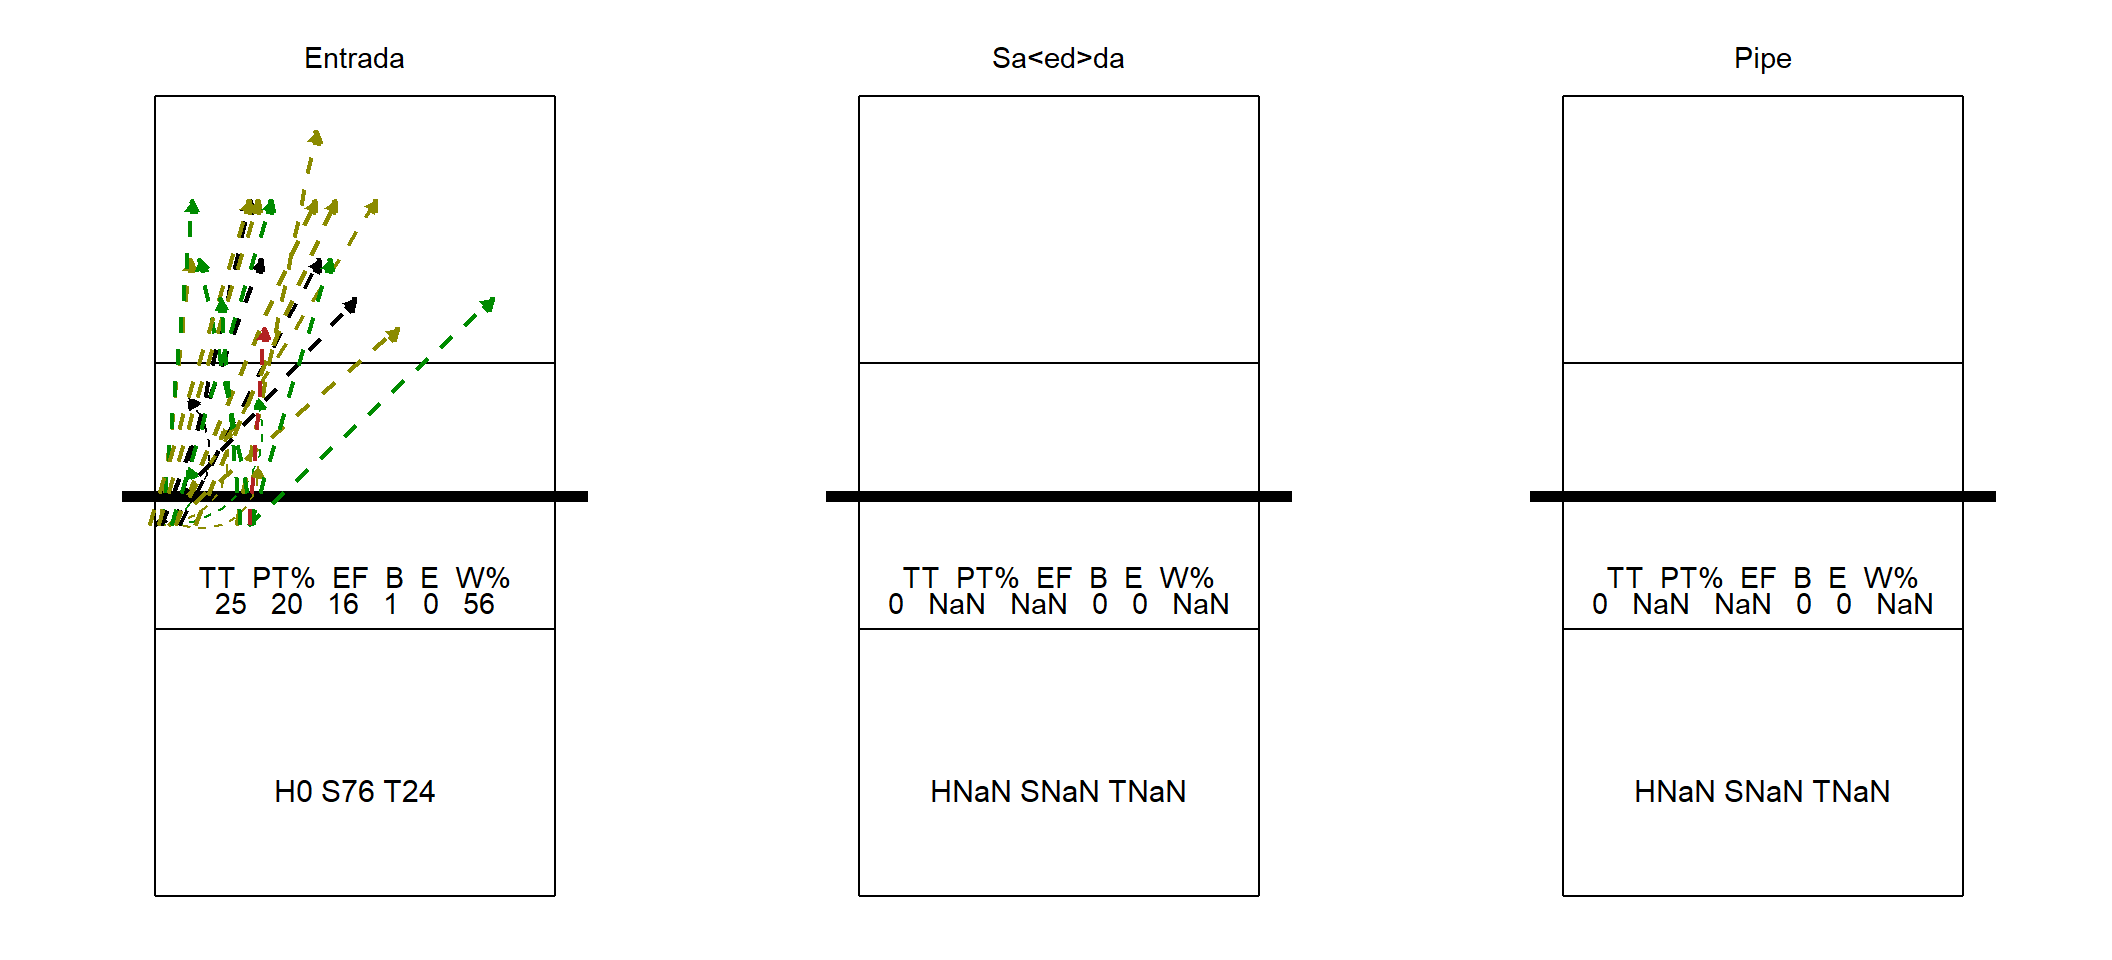 Entrada
TT PT% EF B E W%
25 20 16 1 0 56
H0 S76 T24
Sa<ed>da
TT PT% EF B E W%
0 NaN NaN 0 0 NaN
HNaN SNaN TNaN
Pipe
TT PT% EF B E W%
0 NaN NaN 0 0 NaN
HNaN SNaN TNaN